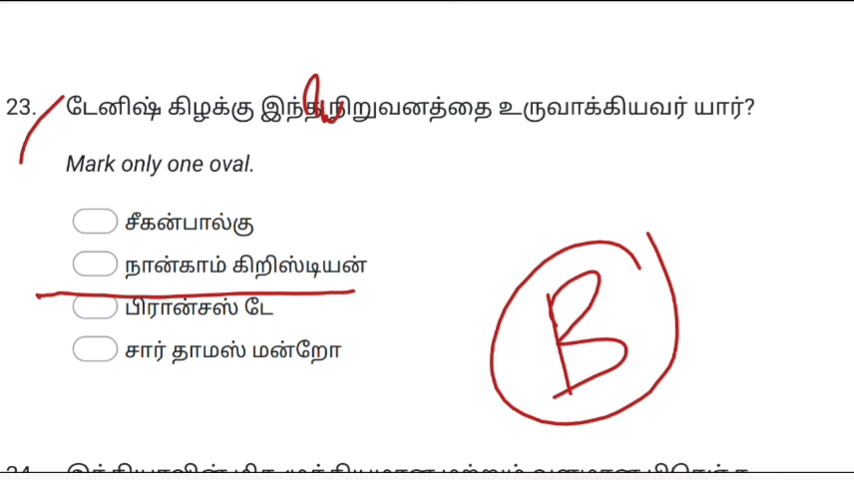 23. டேனிஷ் கிழக்கு இந்த நிறுவனத்தை உருவாக்கியவர் யார்?
Mark only one oval.
சீகன்பால்கு
நான்காம் கிறிஸ்டியன்
பிரான்சஸ் டே
சார் தாமஸ் மன்றோ
B